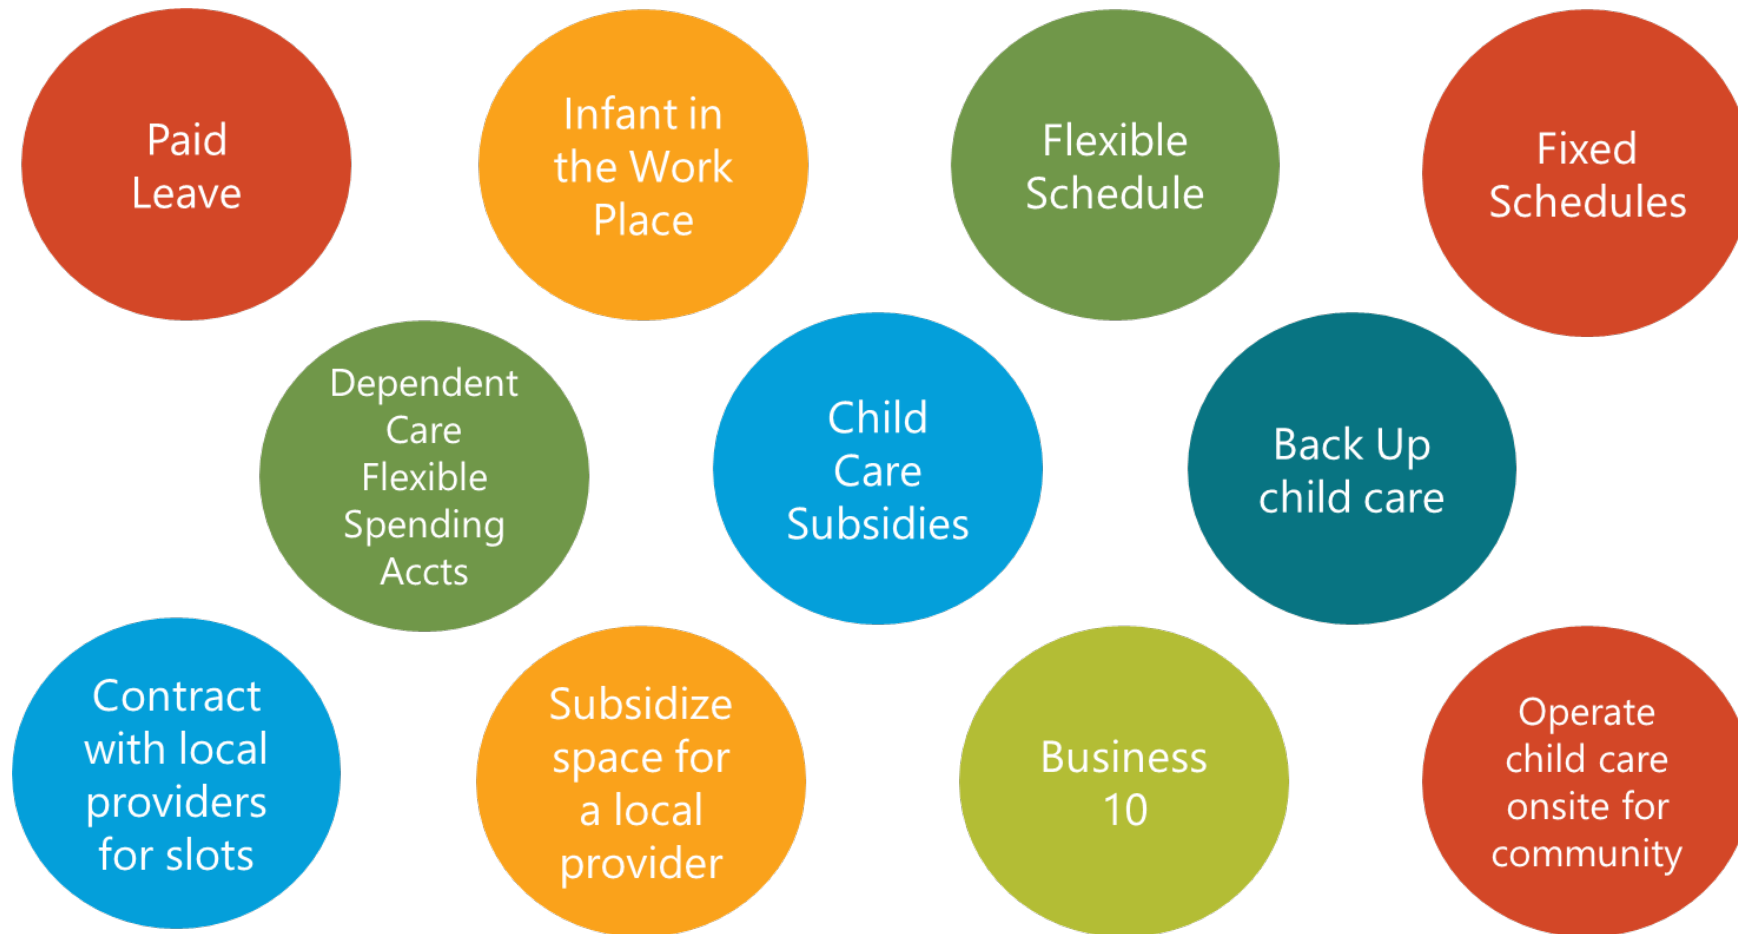 Paid
Leave
Infant in
the Work
Place
Flexible
Schedule
Fixed
Schedules
Dependent
Care
Flexible
Spending
Accts
Child
Care
Subsidies
Back Up
child care
Contract
with local
providers
for slots
Subsidize
space for
a local
provider
Business
10
Operate
child care
onsite for
community